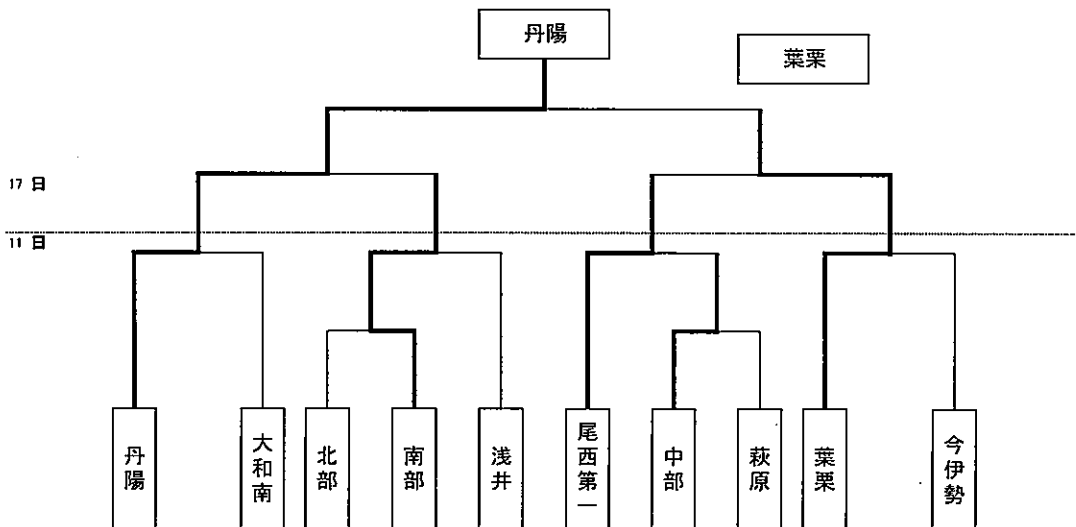 丹陽
葉栗
17 日
11 日
丹陽
大和南
北部
南部
浅井
尾西第一
中部
萩原
葉栗
今伊勢